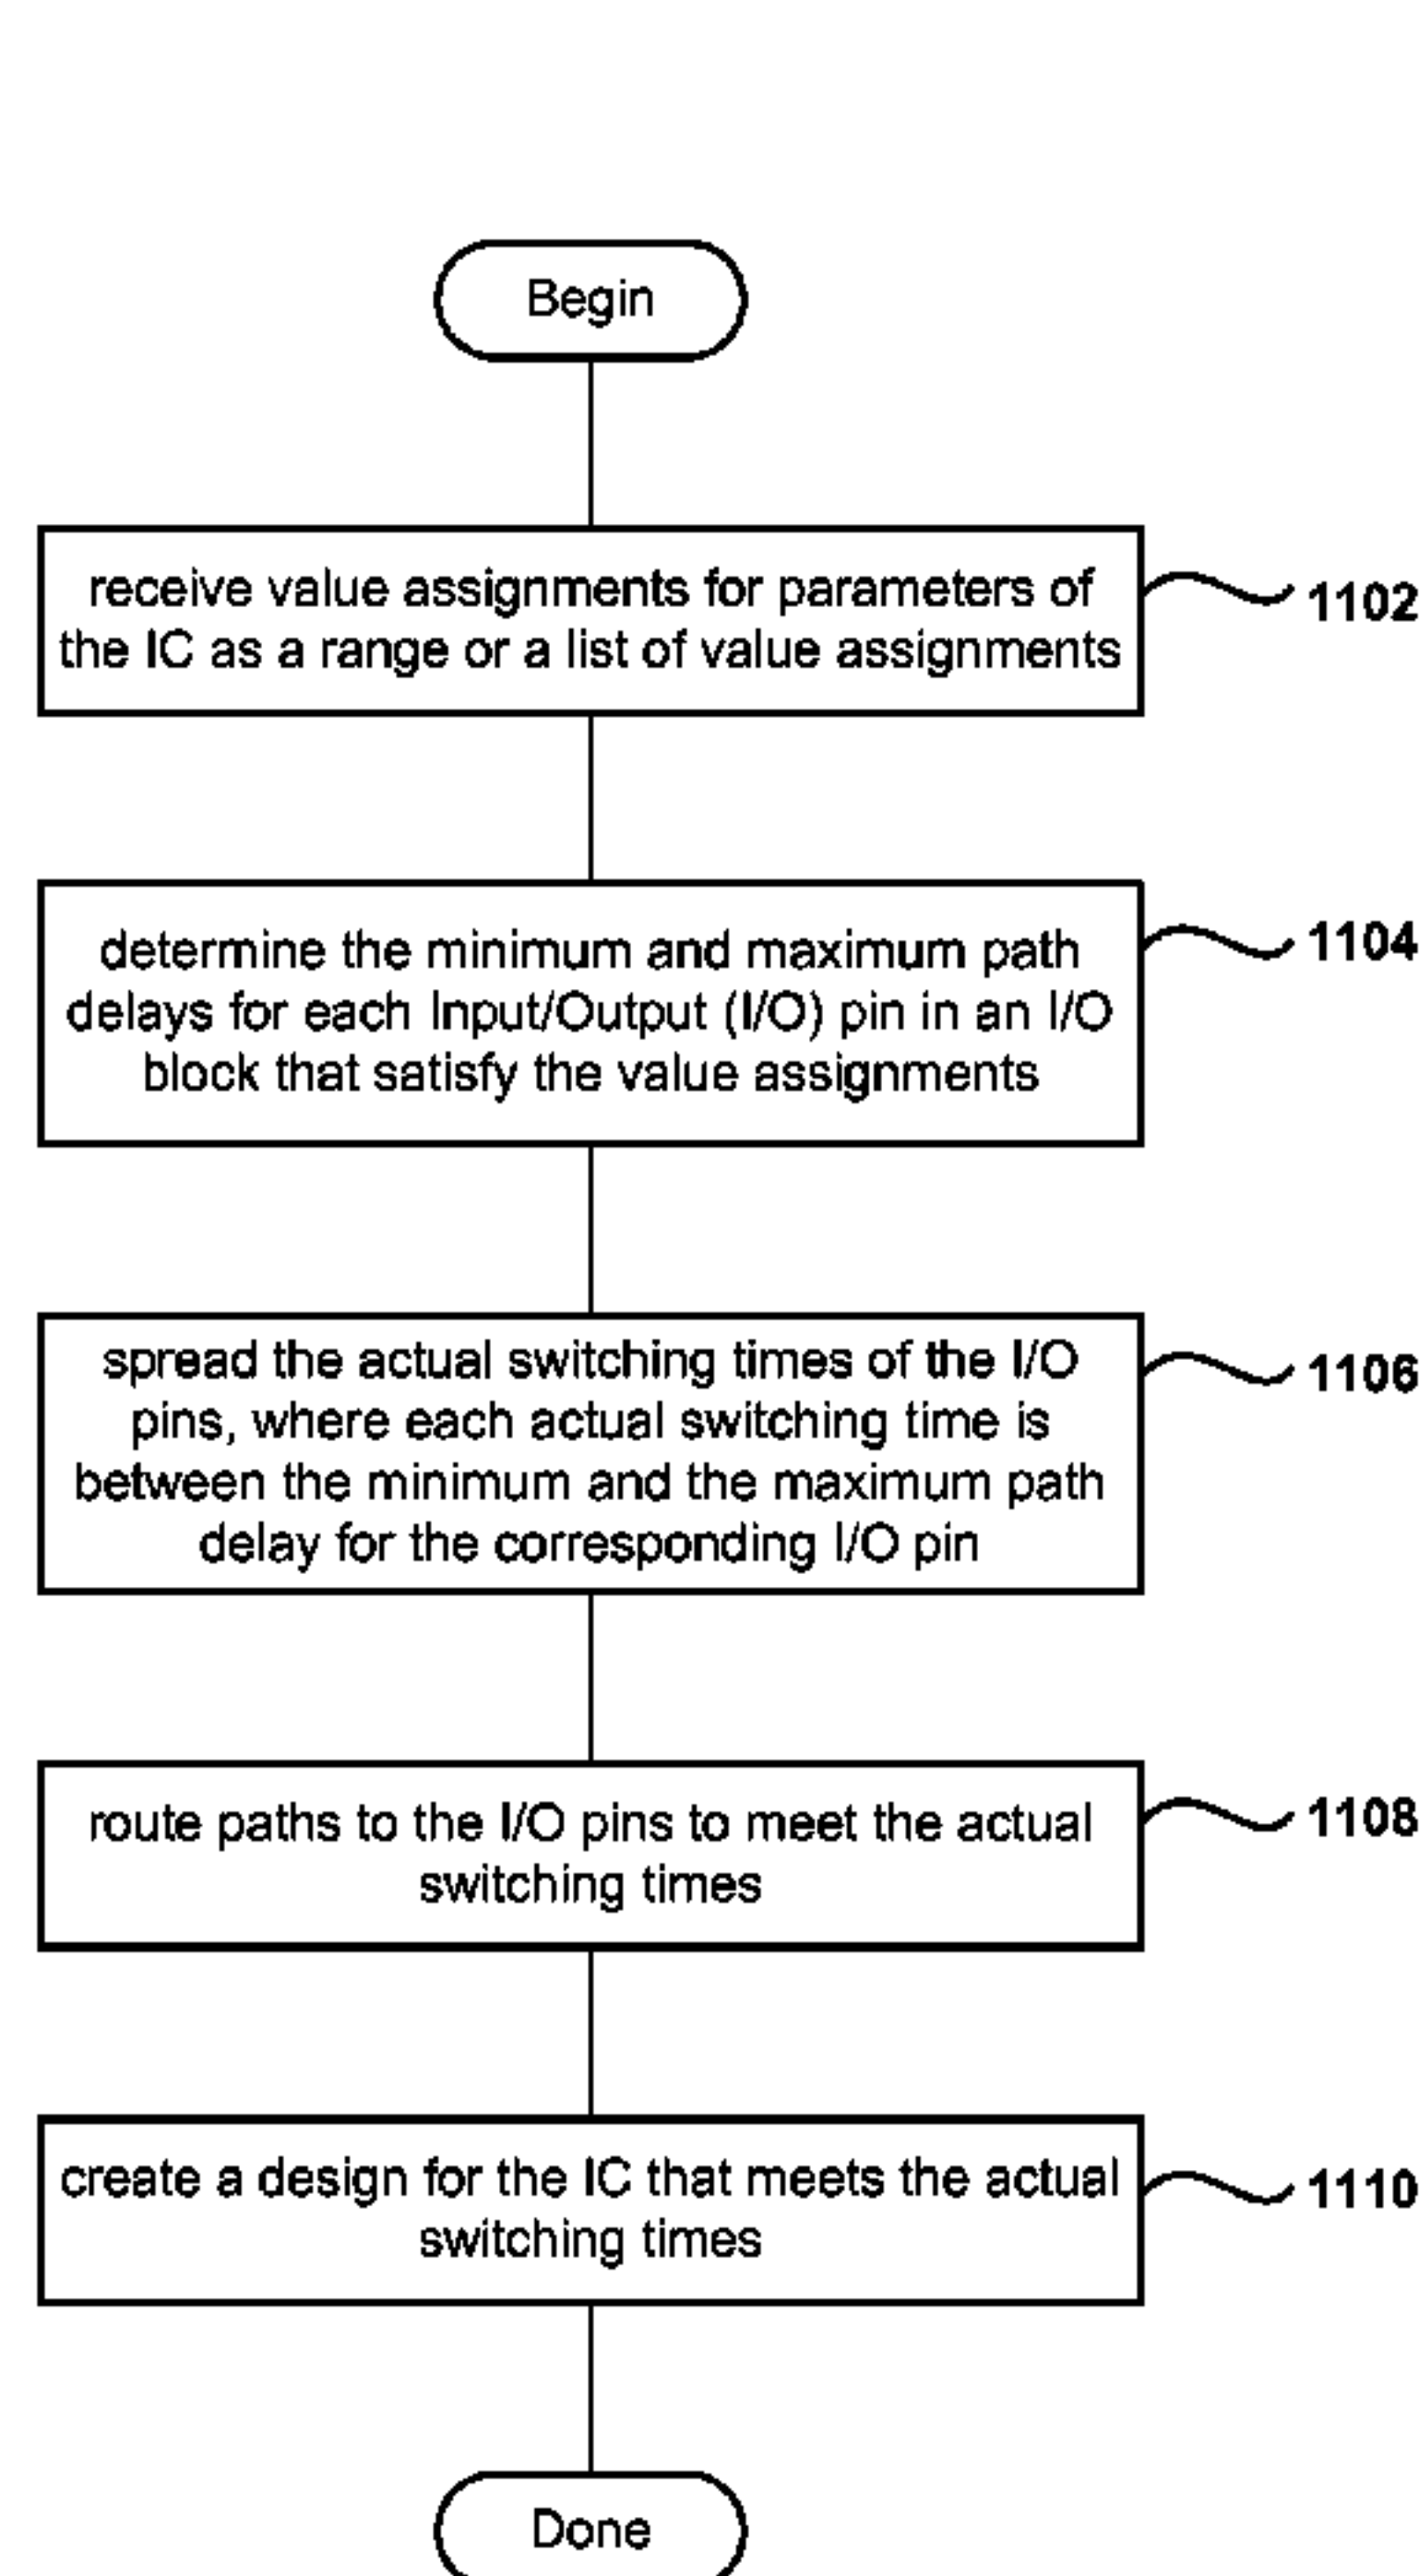 Begin
receive value assignments for parameters of
the IC as a range or a list of value assignments
1102
determine the minimum and maximum path
delays for each Input/Output (I/O) pin in an I/O
block that satisfy the value assignments
1104
spread the actual switching times of the I/O
pins, where each actual switching time is
between the minimum and the maximum path
delay for the corresponding I/O pin
1106
route paths to the I/O pins to meet the actual
switching times
1108
create a design for the IC that meets the actual
switching times
1110
Done